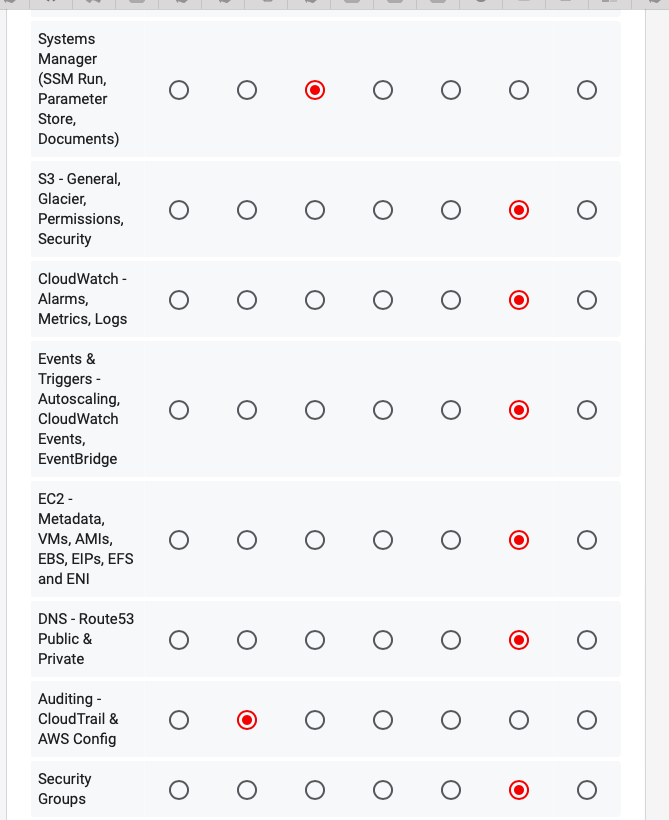 Systems
Manager
(SSM Run,
Parameter
Store,
Documents)
S3 - General,
Glacier,
Permissions,
Security
CloudWatch -
Alarms,
Metrics, Logs
Events &
Triggers -
Autoscaling,
CloudWatch
Events,
EventBridge
EC2 -
Metadata,
VMs, AMIs,
EBS, EIPs, EFS
and ENI
DNS - Route53
Public &
Private
Auditing -
CloudTrail &
AWS Config
Security
Groups